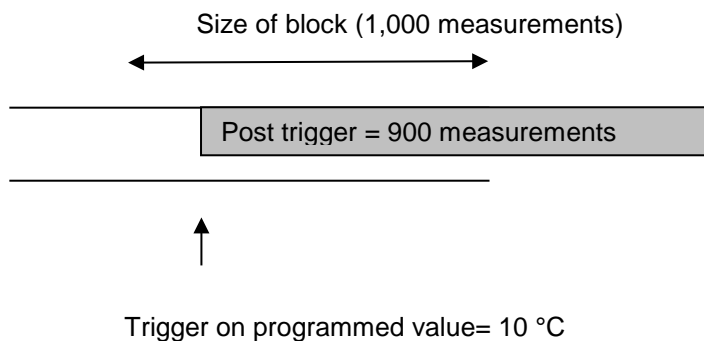 Size of block (1,000 measurements)
Post trigger = 900 measurements
Trigger on programmed value= 10 °C